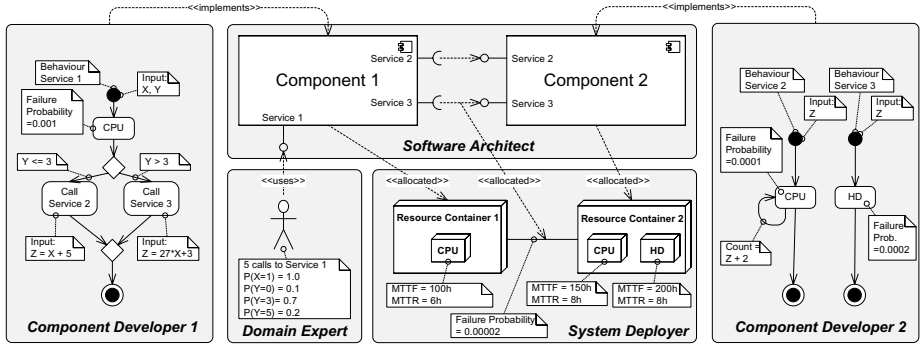 <<implements>>
<<implements>>
Behaviour
Service 1
Input:
X, Y
Failure
Probability
=0.001
CPU
Y <= 3
Y > 3
Call
Service 2
Call
Service 3
Input:
Z = X + 5
Input:
Z = 27*X+3
Component Developer 1
Component 1
Service 2
Service 3
Service 1
Component 2
Service 2
Service 3
Software Architect
<<uses>>
5 calls to Service 1
P(X=1) = 1.0
P(Y=0) = 0.1
P(Y=3)= 0.7
P(Y=5) = 0.2
Domain Expert
<<allocated>>
<<allocated>>
<<allocated>>
Resource Container 1
CPU
MTTF = 100h
MTTR = 6h
Resource Container 2
CPU
HD
MTTF = 150h
MTTR = 8h
MTTF = 200h
MTTR = 8h
Failure Probability
= 0.00002
System Deployer
Behaviour
Service 2
Behaviour
Service 3
Input:
Z
Input:
Z
Failure
Probability
=0.0001
CPU
HD
Count =
Z + 2
Failure
Prob.
=0.0002
Component Developer 2